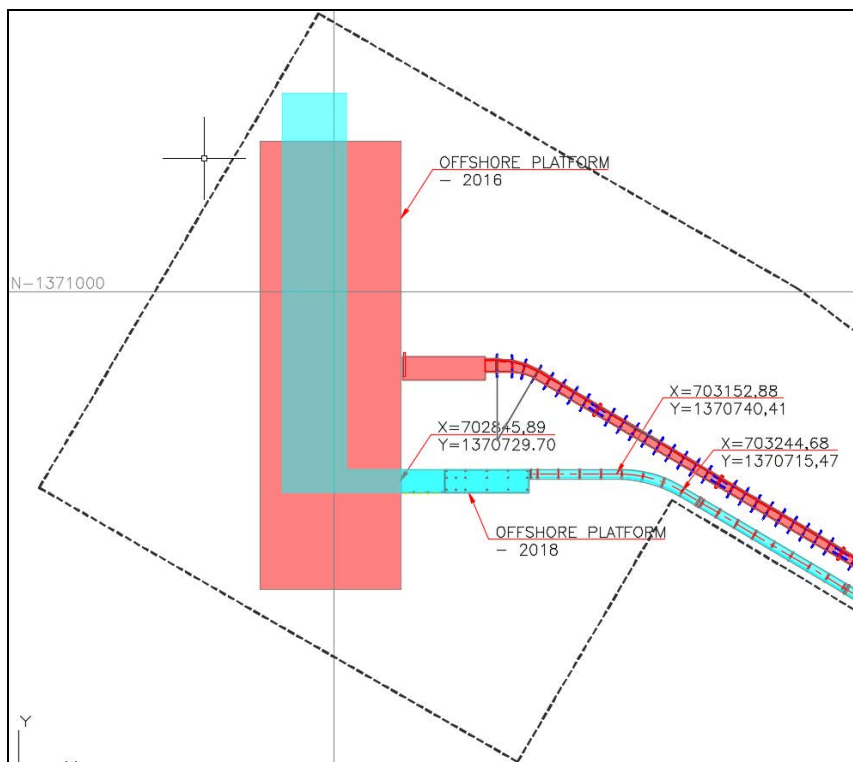 OFFSHORE PLATFORM
- 2016
N-1371000
X=703152,88
Y=1370740,41
X=702845,89
Y=1370729.70
X=703244,68
Y=1370715,47
OFFSHORE PLATFORM
- 2018
Y